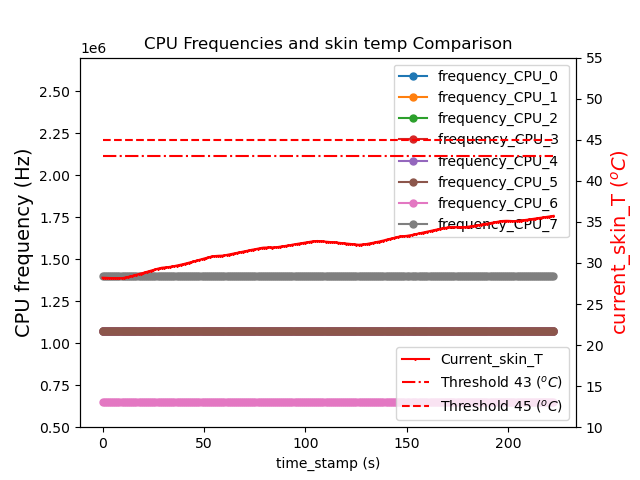 CPU Frequencies and skin temp Comparison
1e6
CPU frequency (Hz)
2.50
2.25
2.00
1.75
1.50
1.25
1.00
0.75
0.50
0
50
100
150
200
time_stamp (s)
55
50
45
40
35
30
25
20
15
10
current_skin_T (°C)
frequency_CPU_0
frequency_CPU_1
frequency_CPU_2
frequency_CPU_3
frequency_CPU_4
frequency_CPU_5
frequency_CPU_6
frequency_CPU_7
Current_skin_T
Threshold 43 (°C)
Threshold 45 (°C)